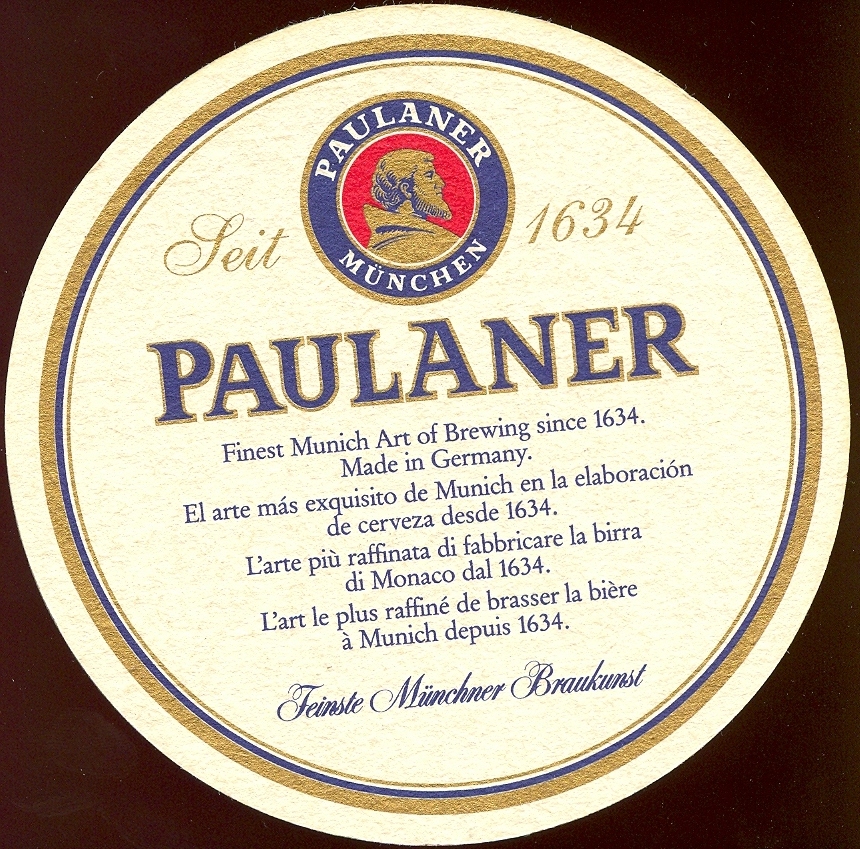 PAULANER
MÜNCHEN
Seit 1634
PAULANER
Finest Munich Art of Brewing since 1634.
Made in Germany.
El arte más exquisito de Munich en la elaboración
de cerveza desde 1634.
L'arte più raffinata di fabbricare la birra
di Monaco dal 1634.
L'art le plus raffiné de brasser la bière
à Munich depuis 1634.
Feinste Münchner Braukunst